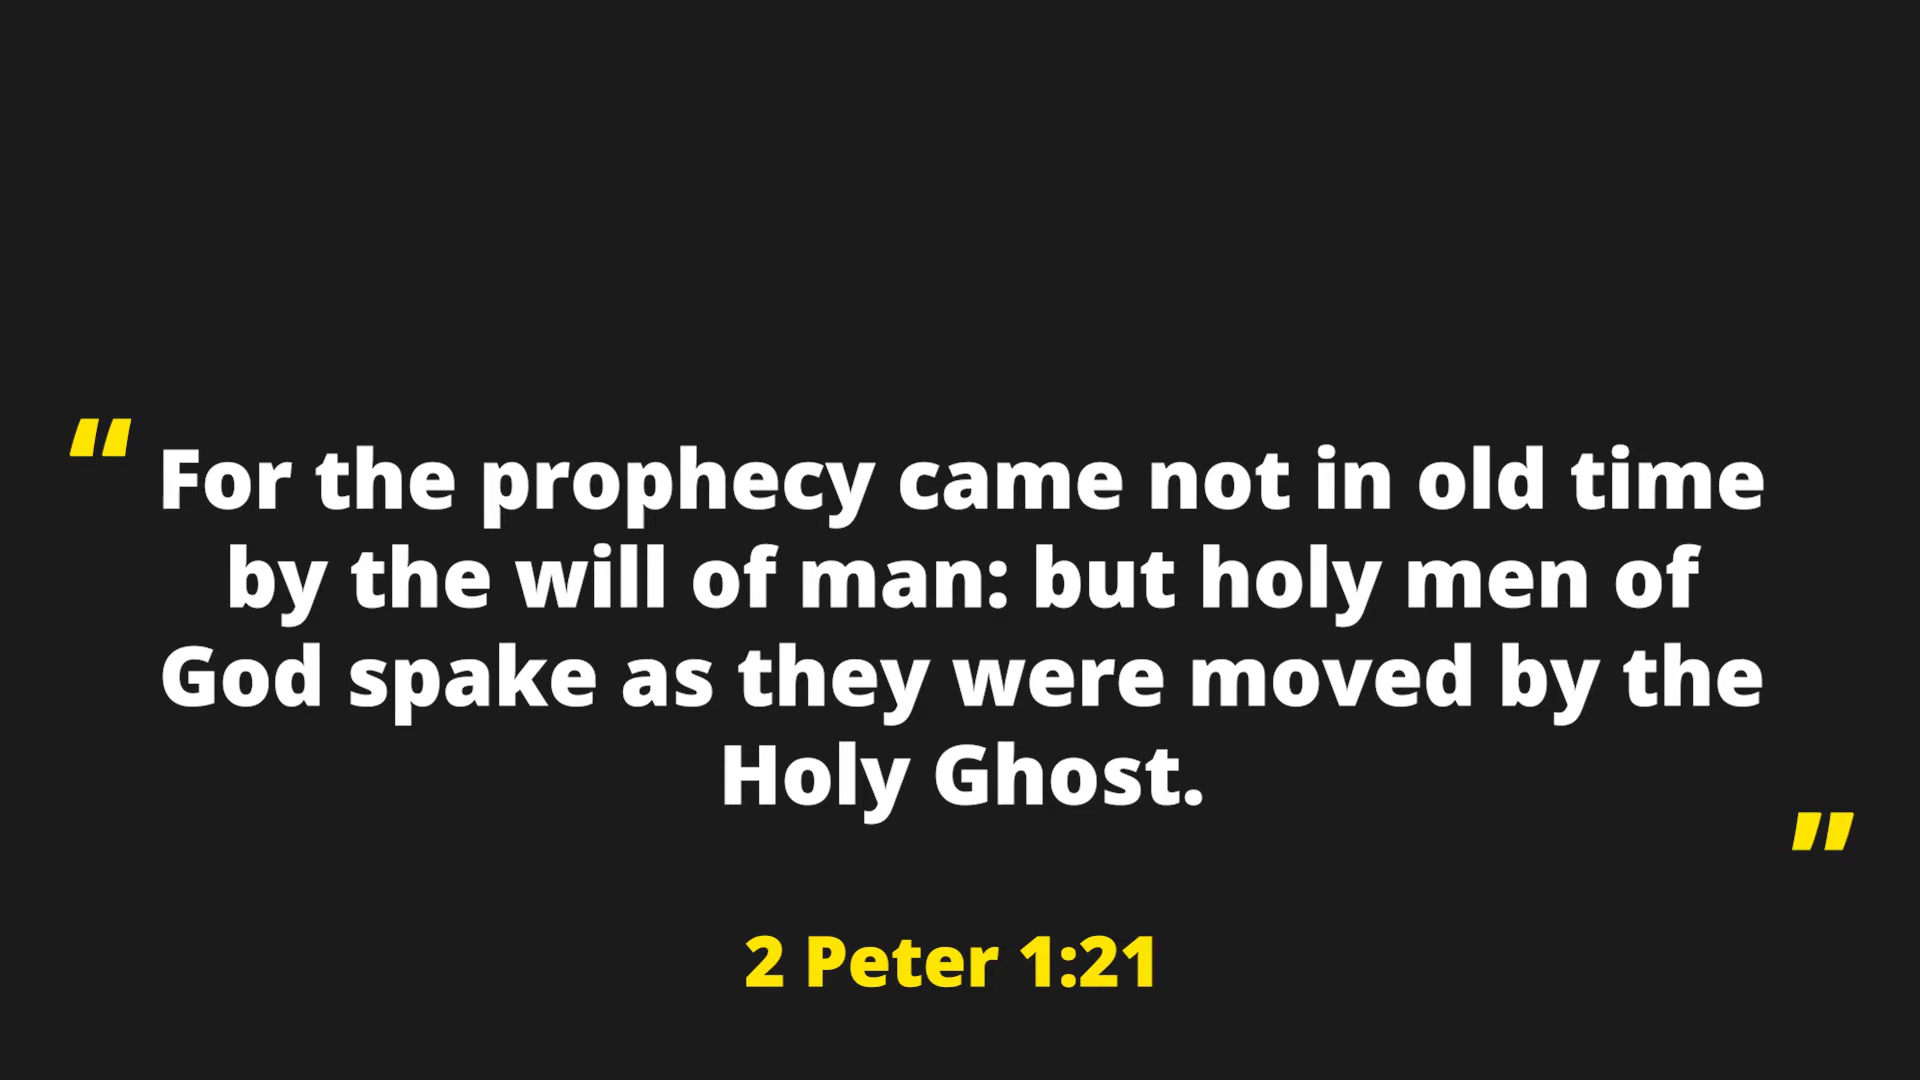 “For the prophecy came not in old time
by the will of man: but holy men of
God spake as they were moved by the
Holy Ghost.”
2 Peter 1:21